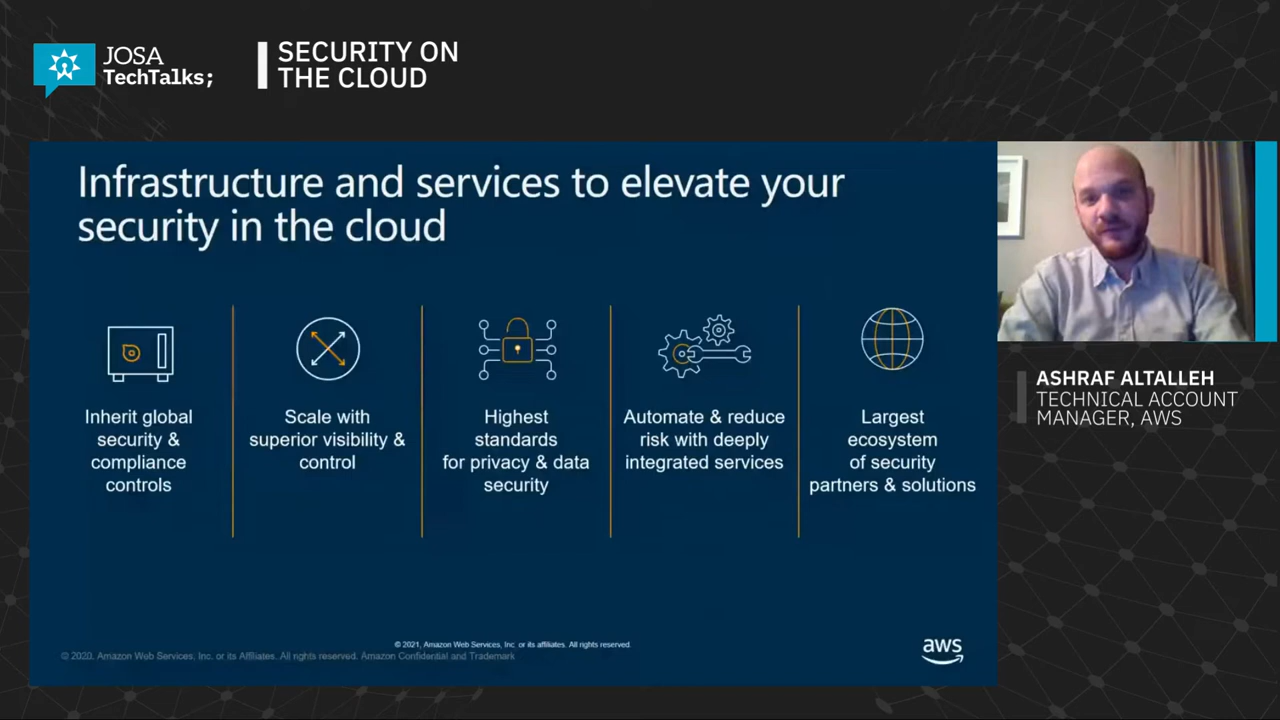 JOSA
TechTalks;
SECURITY ON
THE CLOUD
Infrastructure and services to elevate your
security in the cloud
Inherit global
security &
compliance
controls
Scale with
superior visibility &
control
Highest
standards
for privacy & data
security
Automate & reduce
risk with deeply
integrated services
Largest
ecosystem
of security
partners & solutions
© 2021, Amazon Web Services, Inc. or its affiliates. All rights reserved.
© 2020. Amazon Web Services, Inc. or its Affiliates. All rights reserved. Amazon Confidential and Trademark
aws
ASHRAF ALTALLEH
TECHNICAL ACCOUNT
MANAGER, AWS